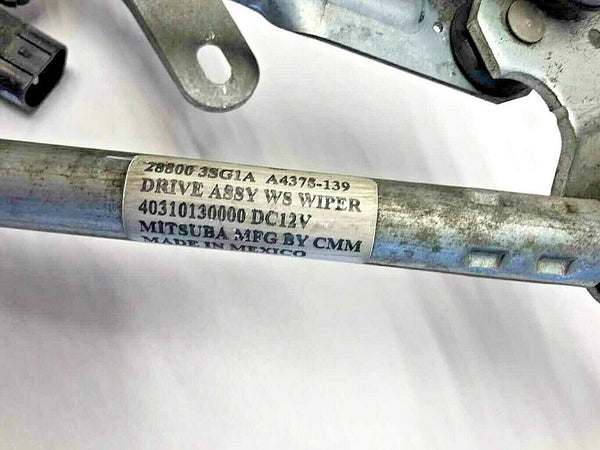 28800 3SG1A A4375-139
DRIVE ASSY WS WIPER
40310130000 DC12V
MITSUBA MFG BY CMM
MADE IN MEXICO